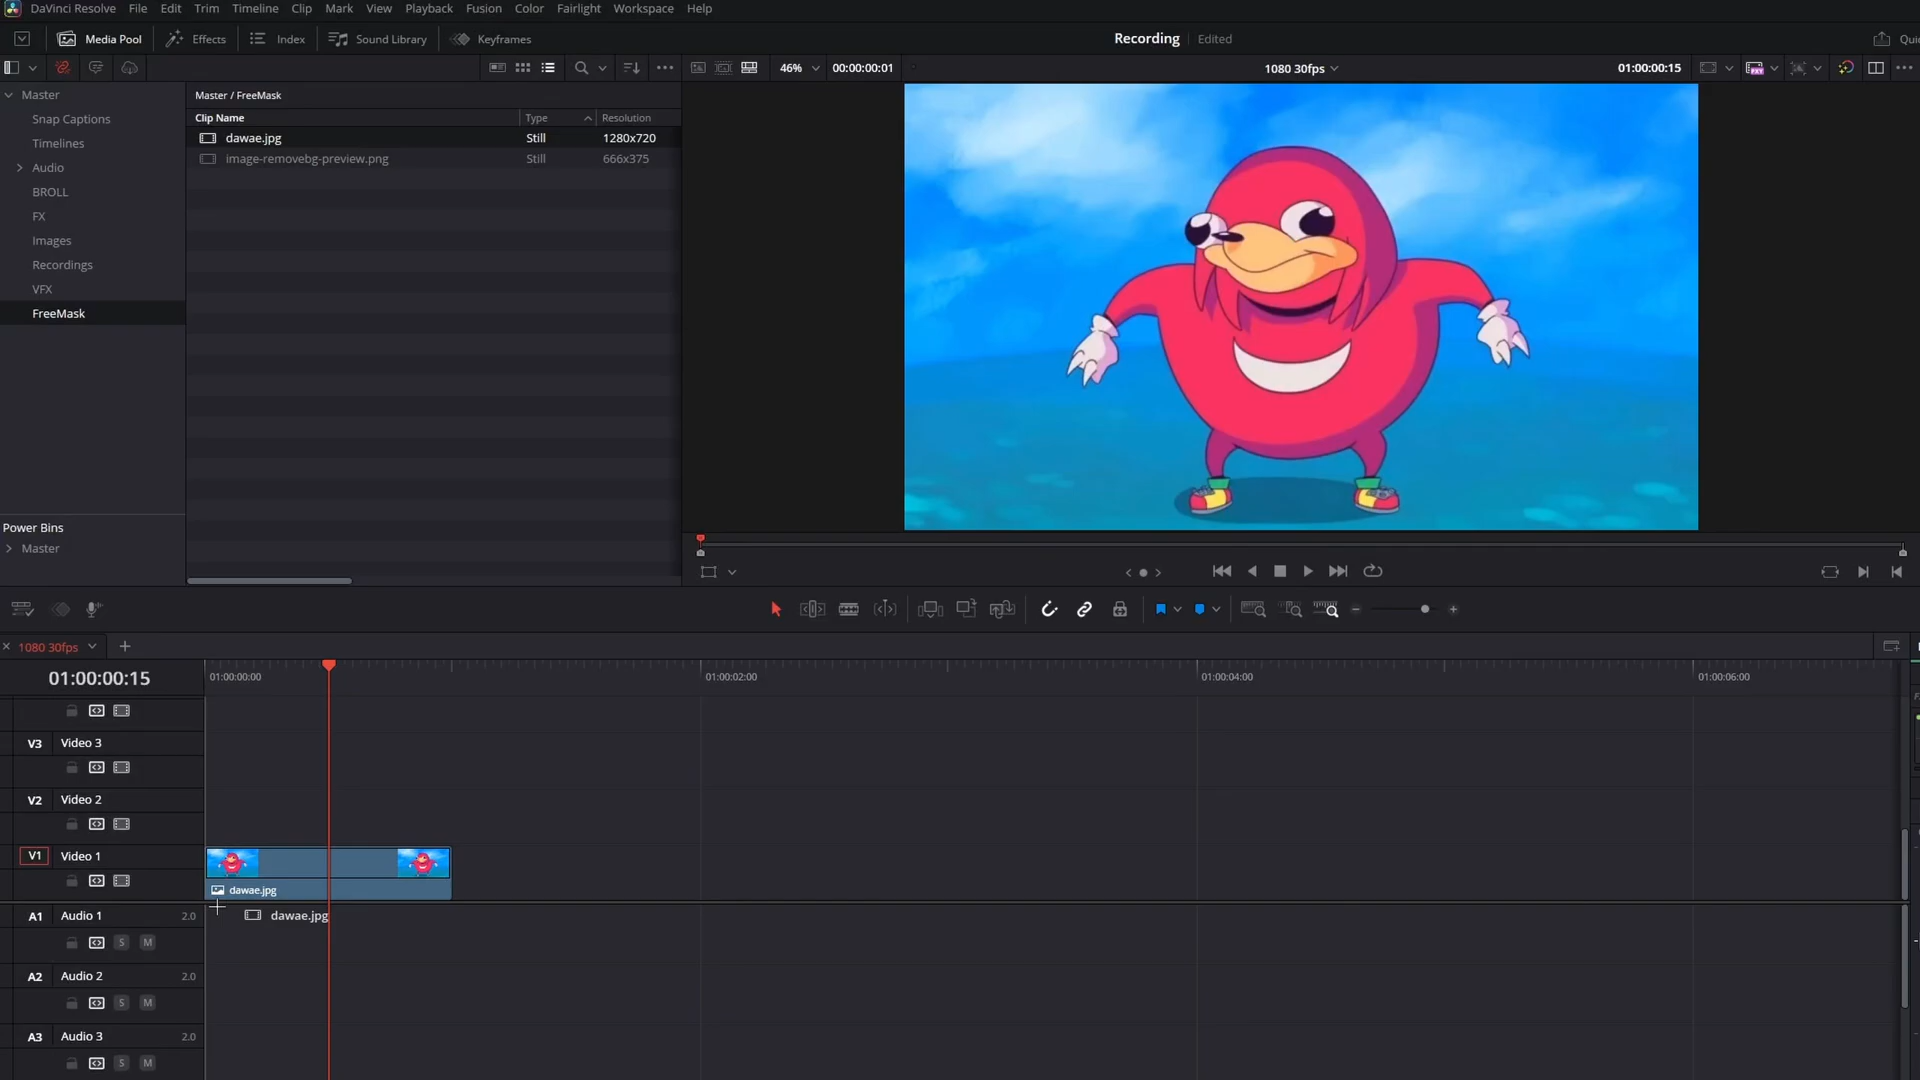 DaVinci Resolve File Edit Trim Timeline Clip Mark View Playback Fusion Color Fairlight Workspace Help
Media Pool Effects Index Sound Library Keyframes Recording Edited
46% 00:00:00:01 1080 30fps 01:00:00:15
Master
Snap Captions
Timelines
Audio
BROLL
FX
Images
Recordings
VFX
FreeMask
Power Bins
Master
Master / FreeMask
Clip Name Type Resolution
dawae.jpg Still 1280x720
image-removebg-preview.png Still 666x375
1080 30fps
01:00:00:15 01:00:00:00 01:00:02:00 01:00:04:00 01:00:06:00
V3 Video 3
V2 Video 2
V1 Video 1
dawae.jpg
A1 Audio 1 2.0
dawae.jpg
S M
A2 Audio 2 2.0
S M
A3 Audio 3 2.0
S M